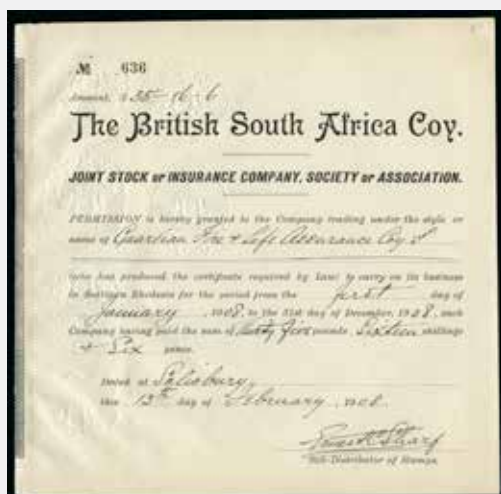 № 636
Amount, £35-16-6
The British South Africa Coy.
JOINT STOCK or INSURANCE COMPANY, SOCIETY or ASSOCIATION.
PERMISSION is hereby granted to the Company trading under the style or
name of Guardian Fire & Life Assurance Coy
who has produced the certificate required by Law: to carry on its business
in Southern Rhodesia for the period from the first day of
January 1908, to the 31st day of December, 1908, such
Company having paid the sum of thirty five pounds Sixteen shillings
& Six pence.
Dated at Salisbury,
this 13th day of February 1908.
Sub-Distributor of Stamps.